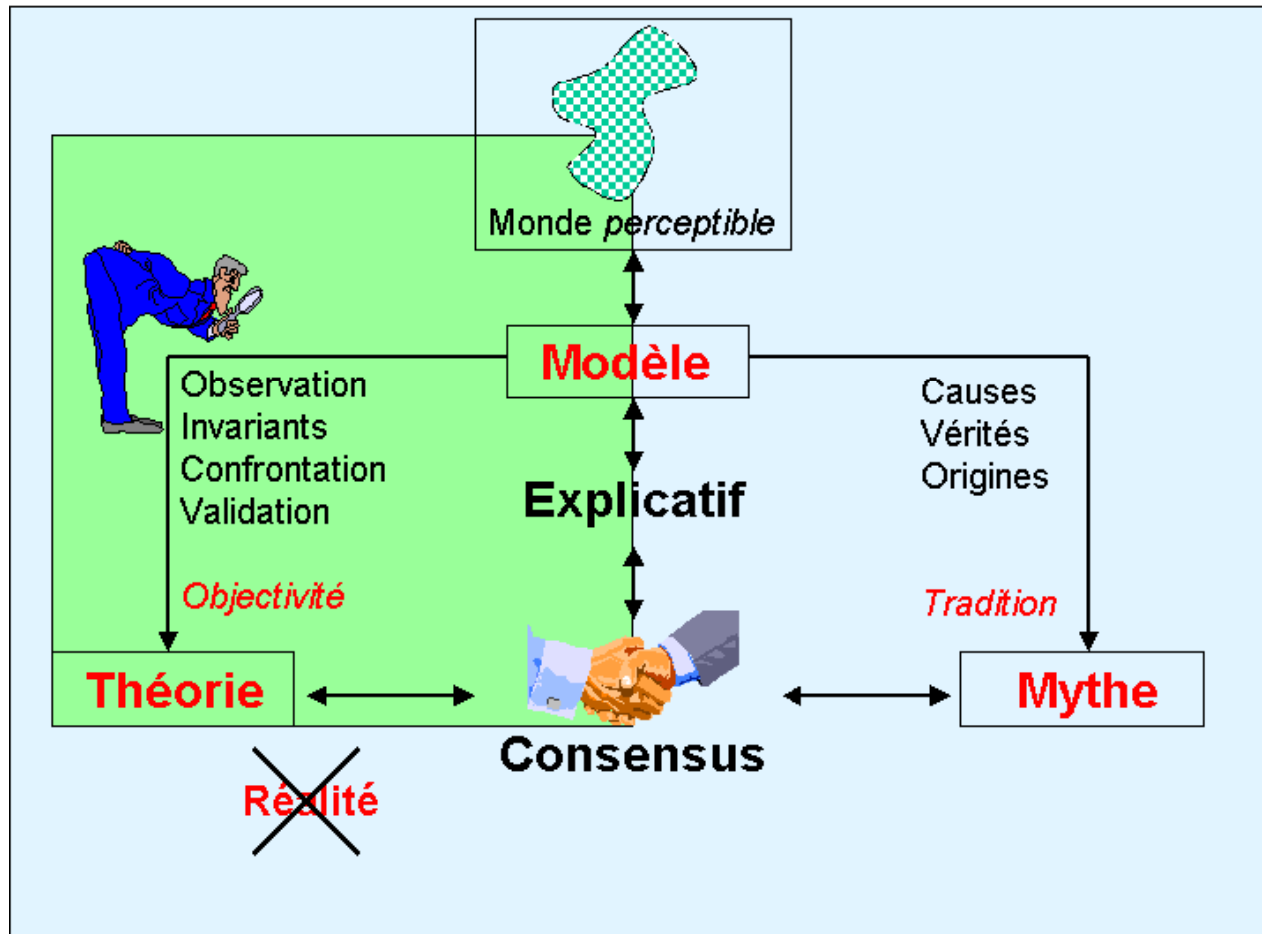 Monde perceptible
Modèle
Observation
Invariants
Confrontation
Validation
Causes
Vérités
Origines
Explicatif
Objectivité
Tradition
Théorie
Mythe
Consensus
Réalité